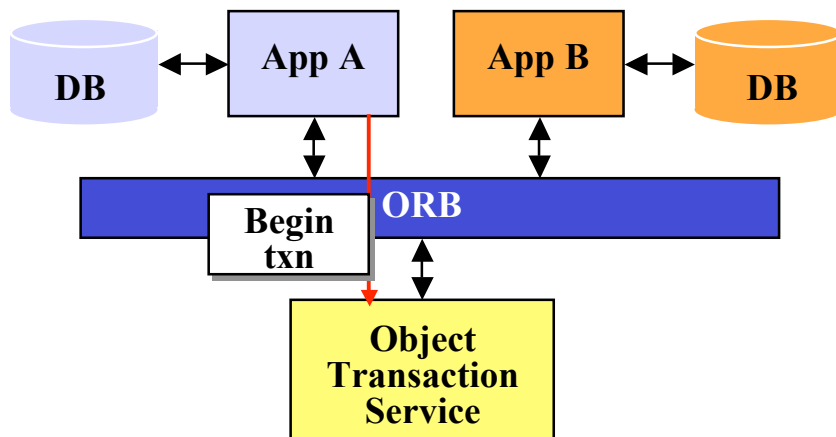 DB
App A
App B
DB
ORB
Begin
txn
Object
Transaction
Service